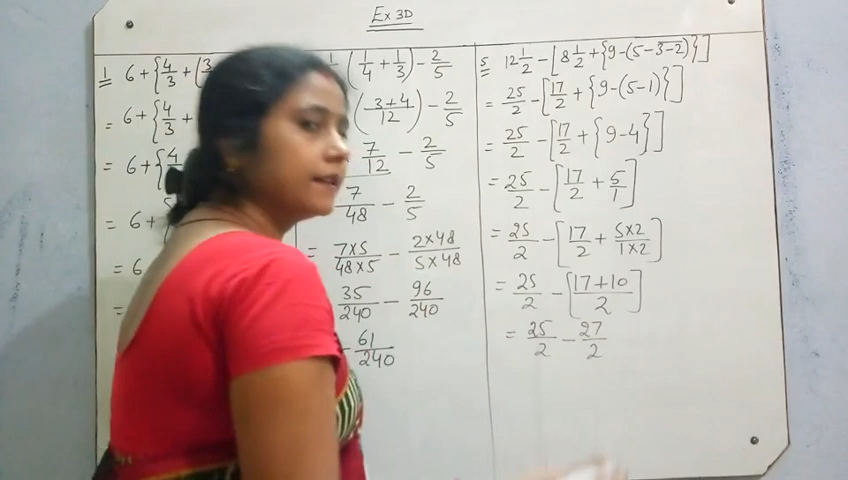 Ex 3D
1 6 + { 4/3 + ( 3
= 6 + { 4/3 +
= 6 + { 4
= 6 +
= 6
=
( 1/4 + 1/3 ) - 2/5
( 3+4/12 ) - 2/5
7/12 - 2/5
7/48 - 2/5
= 7×5/48×5 - 2×48/5×48
35/240 - 96/240
- 61/240
5 12 1/2 - [ 8 1/2 + { 9 - (5 - 3 - 2) } ]
= 25/2 - [ 17/2 + { 9 - (5 - 1) } ]
= 25/2 - [ 17/2 + { 9 - 4 } ]
= 25/2 - [ 17/2 + 5/1 ]
= 25/2 - [ 17/2 + 5×2/1×2 ]
= 25/2 - [ 17+10/2 ]
= 25/2 - 27/2